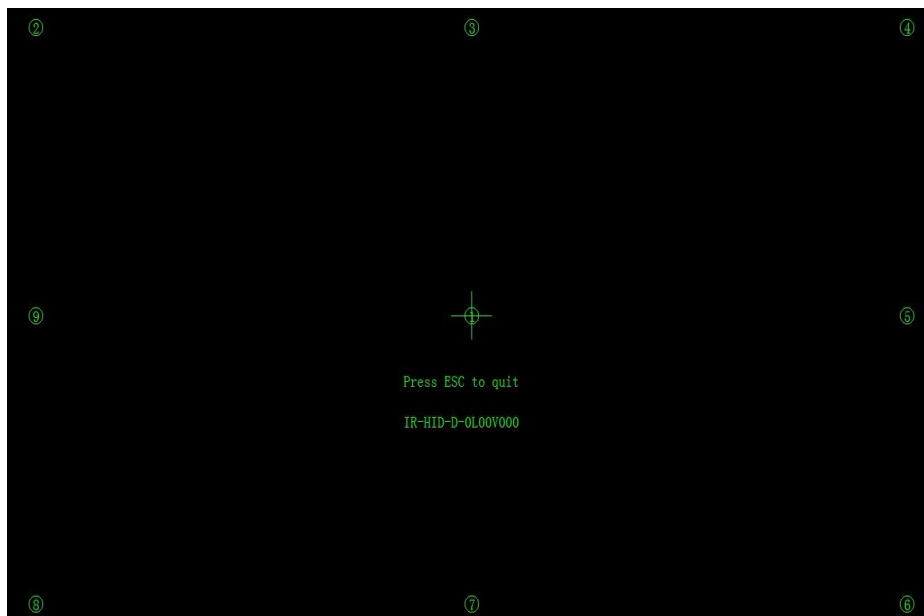 ② ③ ④
⑨ ① ⑤
Press ESC to quit
IR-HID-D-0L00V000
⑧ ⑦ ⑥